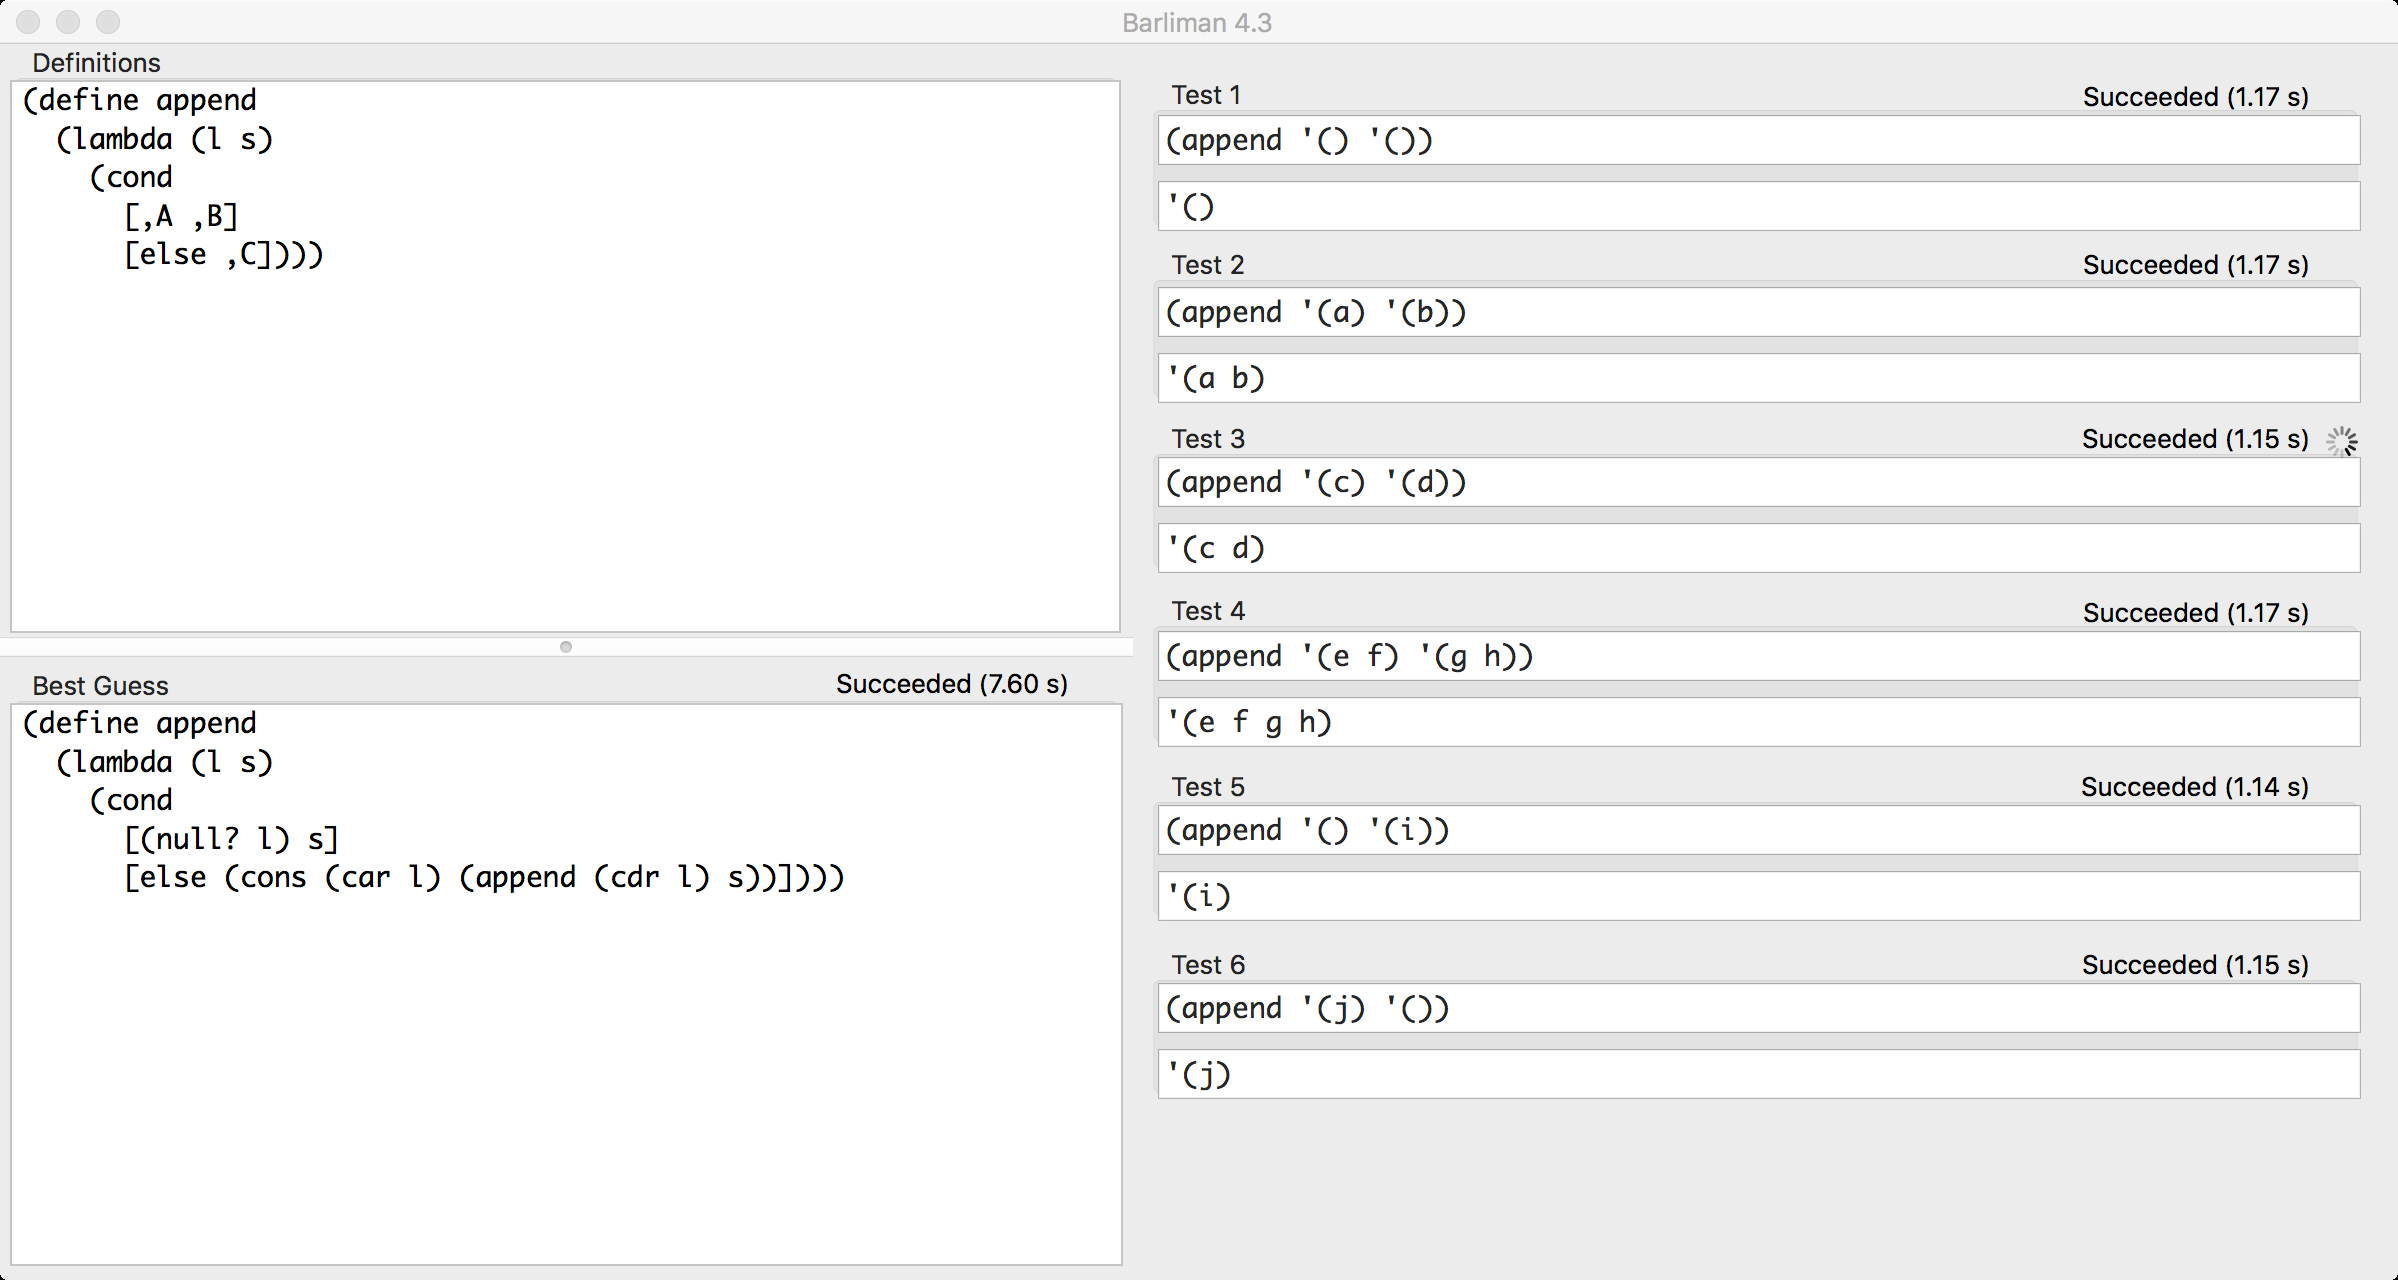 Barliman 4.3
Definitions
(define append
  (lambda (l s)
    (cond
      [,A ,B]
      [else ,C])))
Best Guess Succeeded (7.60 s)
(define append
  (lambda (l s)
    (cond
      [(null? l) s]
      [else (cons (car l) (append (cdr l) s))])))
Test 1 Succeeded (1.17 s)
(append '() '())
'()
Test 2 Succeeded (1.17 s)
(append '(a) '(b))
'(a b)
Test 3 Succeeded (1.15 s)
(append '(c) '(d))
'(c d)
Test 4 Succeeded (1.17 s)
(append '(e f) '(g h))
'(e f g h)
Test 5 Succeeded (1.14 s)
(append '() '(i))
'(i)
Test 6 Succeeded (1.15 s)
(append '(j) '())
'(j)